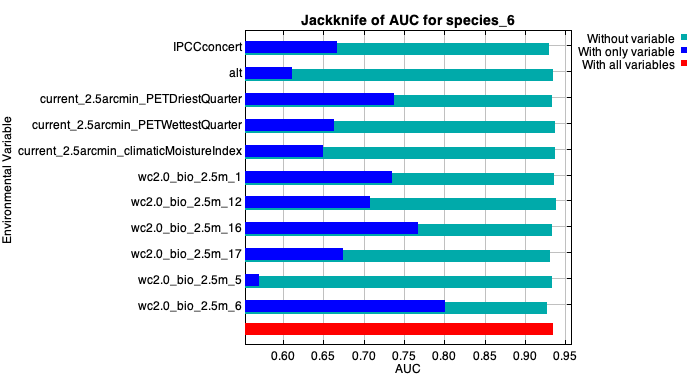 Jackknife of AUC for species_6
Without variable
With only variable
With all variables
Environmental Variable
IPCCconcert
alt
current_2.5arcmin_PETDriestQuarter
current_2.5arcmin_PETWettestQuarter
current_2.5arcmin_climaticMoistureIndex
wc2.0_bio_2.5m_1
wc2.0_bio_2.5m_12
wc2.0_bio_2.5m_16
wc2.0_bio_2.5m_17
wc2.0_bio_2.5m_5
wc2.0_bio_2.5m_6
0.60 0.65 0.70 0.75 0.80 0.85 0.90 0.95
AUC